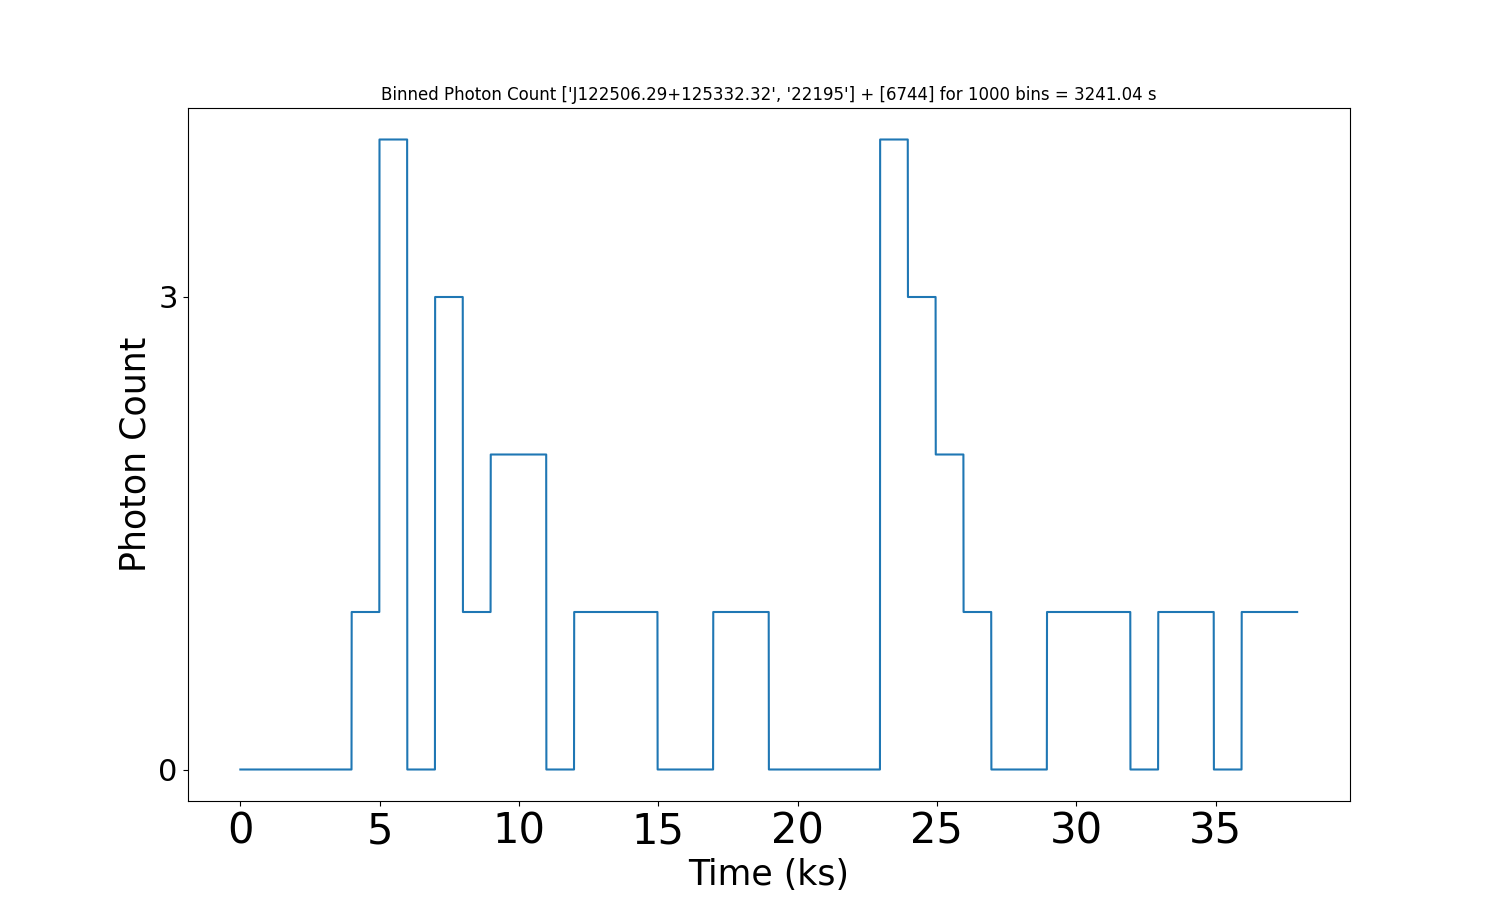 Binned Photon Count ['J122506.29+125332.32', '22195'] + [6744] for 1000 bins = 3241.04 s
Photon Count
3
0
0 5 10 15 20 25 30 35
Time (ks)